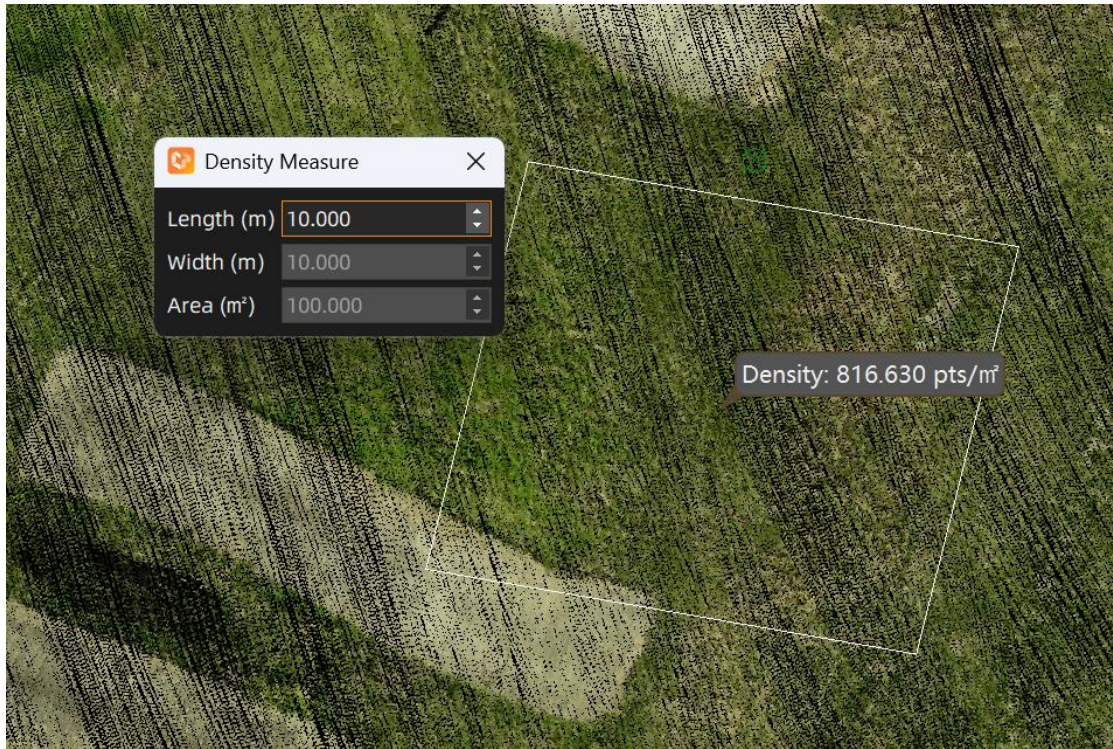 Density Measure
Length (m) 10.000
Width (m) 10.000
Area (㎡) 100.000
Density: 816.630 pts/㎡